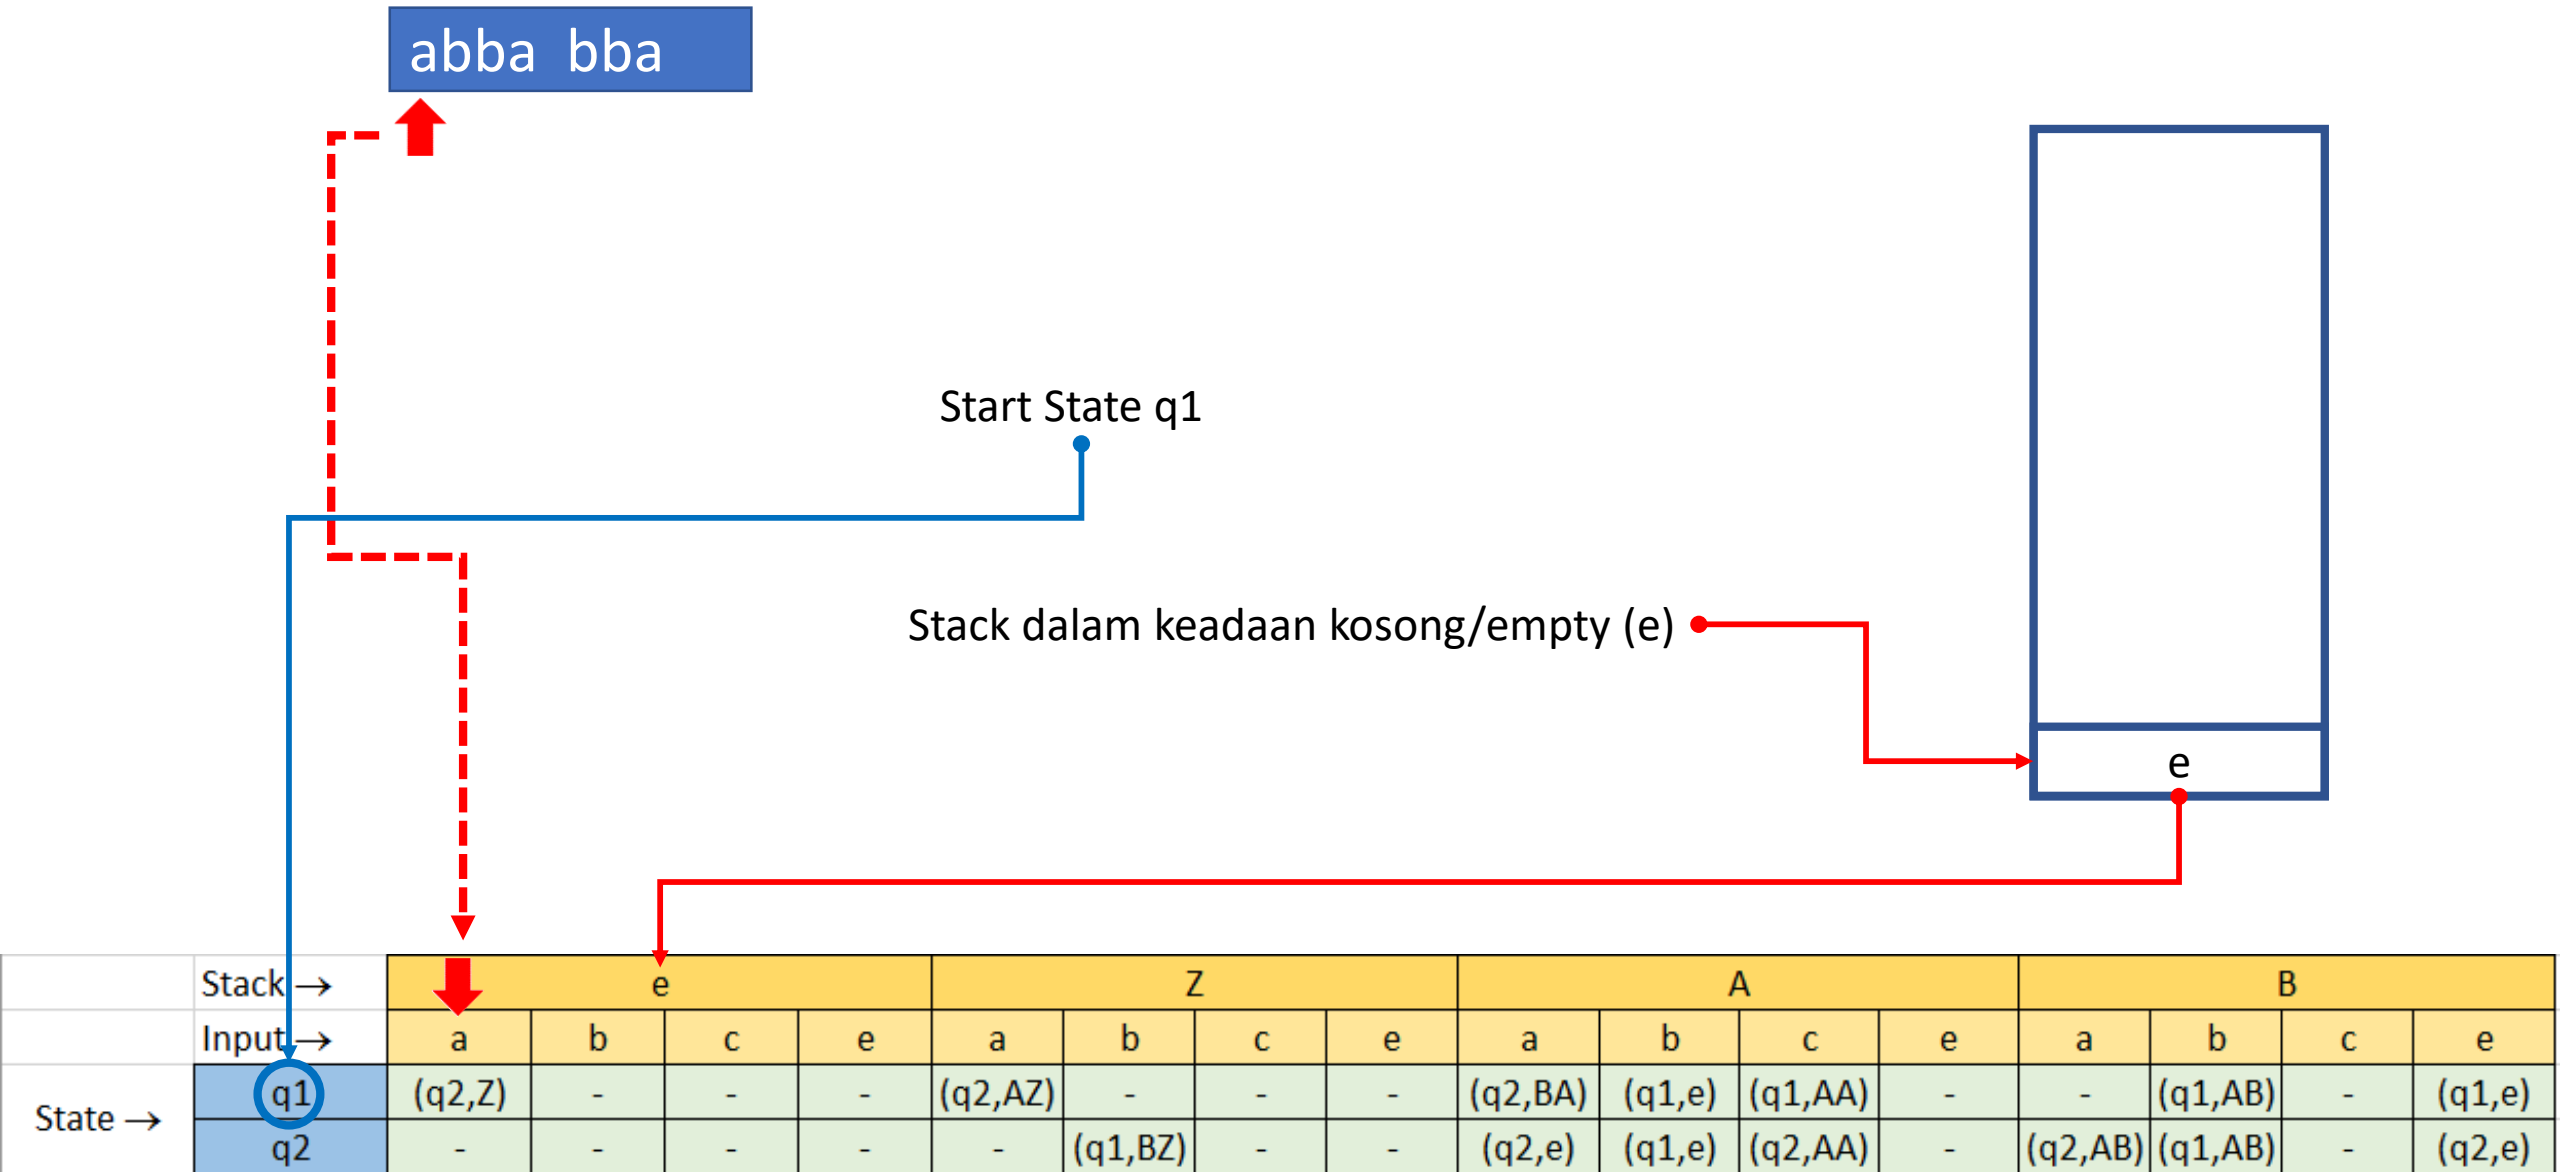 abba  bba
Start State q1
Stack dalam keadaan kosong/empty (e)
e
Stack → e Z A B
Input → a b c e a b c e a b c e a b c e
State →
q1 (q2,Z) - - - (q2,AZ) - - - (q2,BA) (q1,e) (q1,AA) - - (q1,AB) - (q1,e)
q2 - - - - - (q1,BZ) - - (q2,e) (q1,e) (q2,AA) - (q2,AB) (q1,AB) - (q2,e)